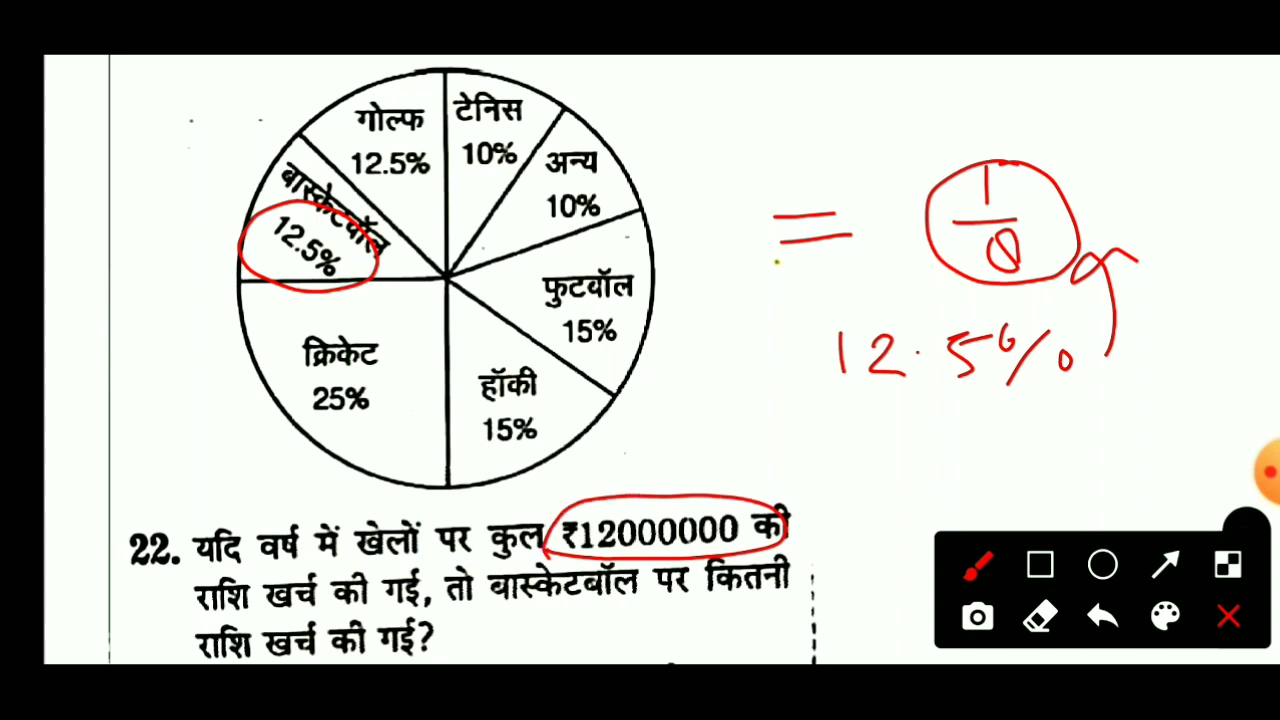 गोल्फ
12.5%
टेनिस
10%
अन्य
10%
बास्केटबॉल
12.5%
फुटबॉल
15%
क्रिकेट
25%
हॉकी
15%
= 1/8
12.5%
22. यदि वर्ष में खेलों पर कुल ₹12000000 की
राशि खर्च की गई, तो बास्केटबॉल पर कितनी
राशि खर्च की गई?